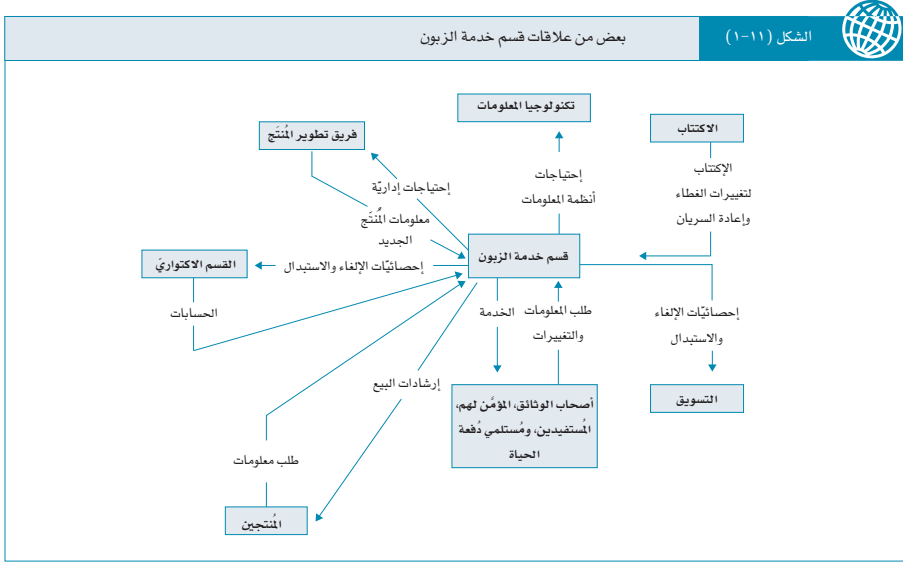 الشكل (١١-١)
بعض من علاقات قسم خدمة الزبون
تكنولوجيا المعلومات
الاكتتاب
فريق تطوير المُنتَج
الإكتتاب
لتغييرات الغطاء
وإعادة السريان
إحتياجات
أنظمة المعلومات
إحتياجات إداريّة
معلومات المُنتَج
الجديد
قسم خدمة الزبون
القسم الاكتواريّ
إحصائيّات الإلغاء والاستبدال
الحسابات
إحصائيّات الإلغاء
والاستبدال
طلب المعلومات
والتغييرات
الخدمة
التسويق
أصحاب الوثائق، المؤمَّن لهم،
المُستفيدين، ومُستلمي دُفعة
الحياة
إرشادات البيع
طلب معلومات
المُنتجين